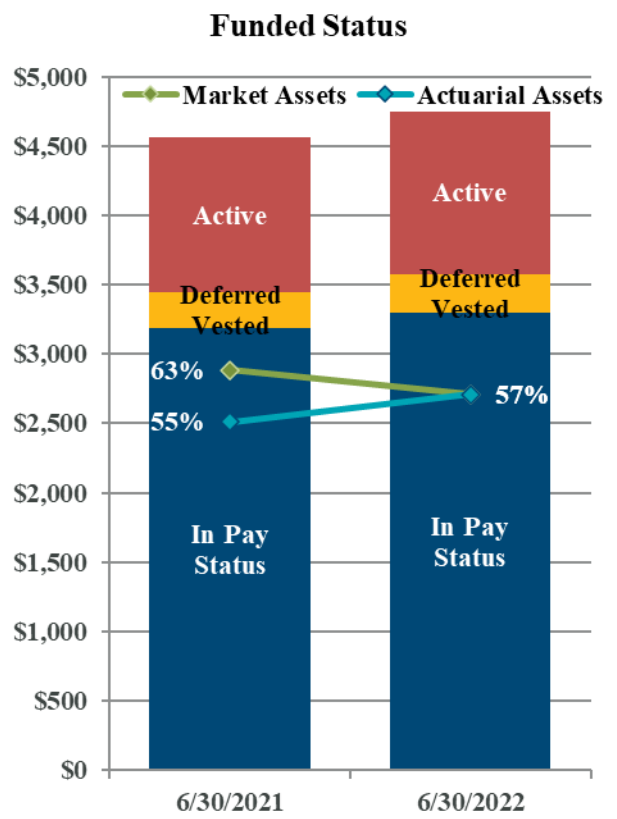 Funded Status
$5,000
Market Assets
Actuarial Assets
$4,500
$4,000
$3,500
$3,000
$2,500
$2,000
$1,500
$1,000
$500
$0
Active
Deferred
Vested
63%
55%
In Pay
Status
Active
Deferred
Vested
57%
In Pay
Status
6/30/2021
6/30/2022